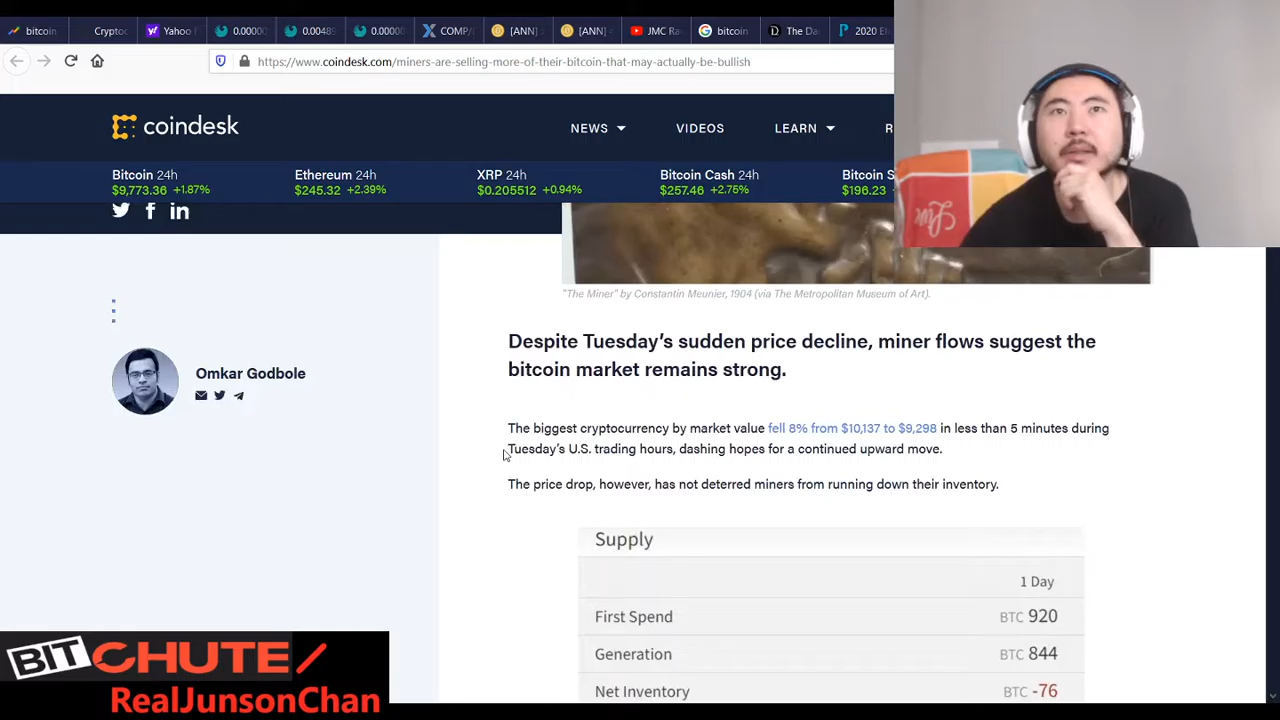 bitcoin
Cryptoc
Yahoo
0.0000
0.00489
0.0000
COMP/
[ANN]
[ANN]
JMC Ra
bitcoin
The Da
2020 El
https://www.coindesk.com/miners-are-selling-more-of-their-bitcoin-that-may-actually-be-bullish
coindesk
NEWS
VIDEOS
LEARN
R
Bitcoin 24h
$9,773.36 +1.87%
Ethereum 24h
$245.32 +2.39%
XRP 24h
$0.205512 +0.94%
Bitcoin Cash 24h
$257.46 +2.75%
Bitcoin S
$196.23
"The Miner" by Constantin Meunier, 1904 (via The Metropolitan Museum of Art).
Despite Tuesday's sudden price decline, miner flows suggest the
bitcoin market remains strong.
Omkar Godbole
The biggest cryptocurrency by market value fell 8% from $10,137 to $9,298 in less than 5 minutes during
Tuesday's U.S. trading hours, dashing hopes for a continued upward move.
The price drop, however, has not deterred miners from running down their inventory.
Supply
1 Day
First Spend
BTC 920
Generation
BTC 844
Net Inventory
BTC -76
BITCHUTE/
RealJunsonChan